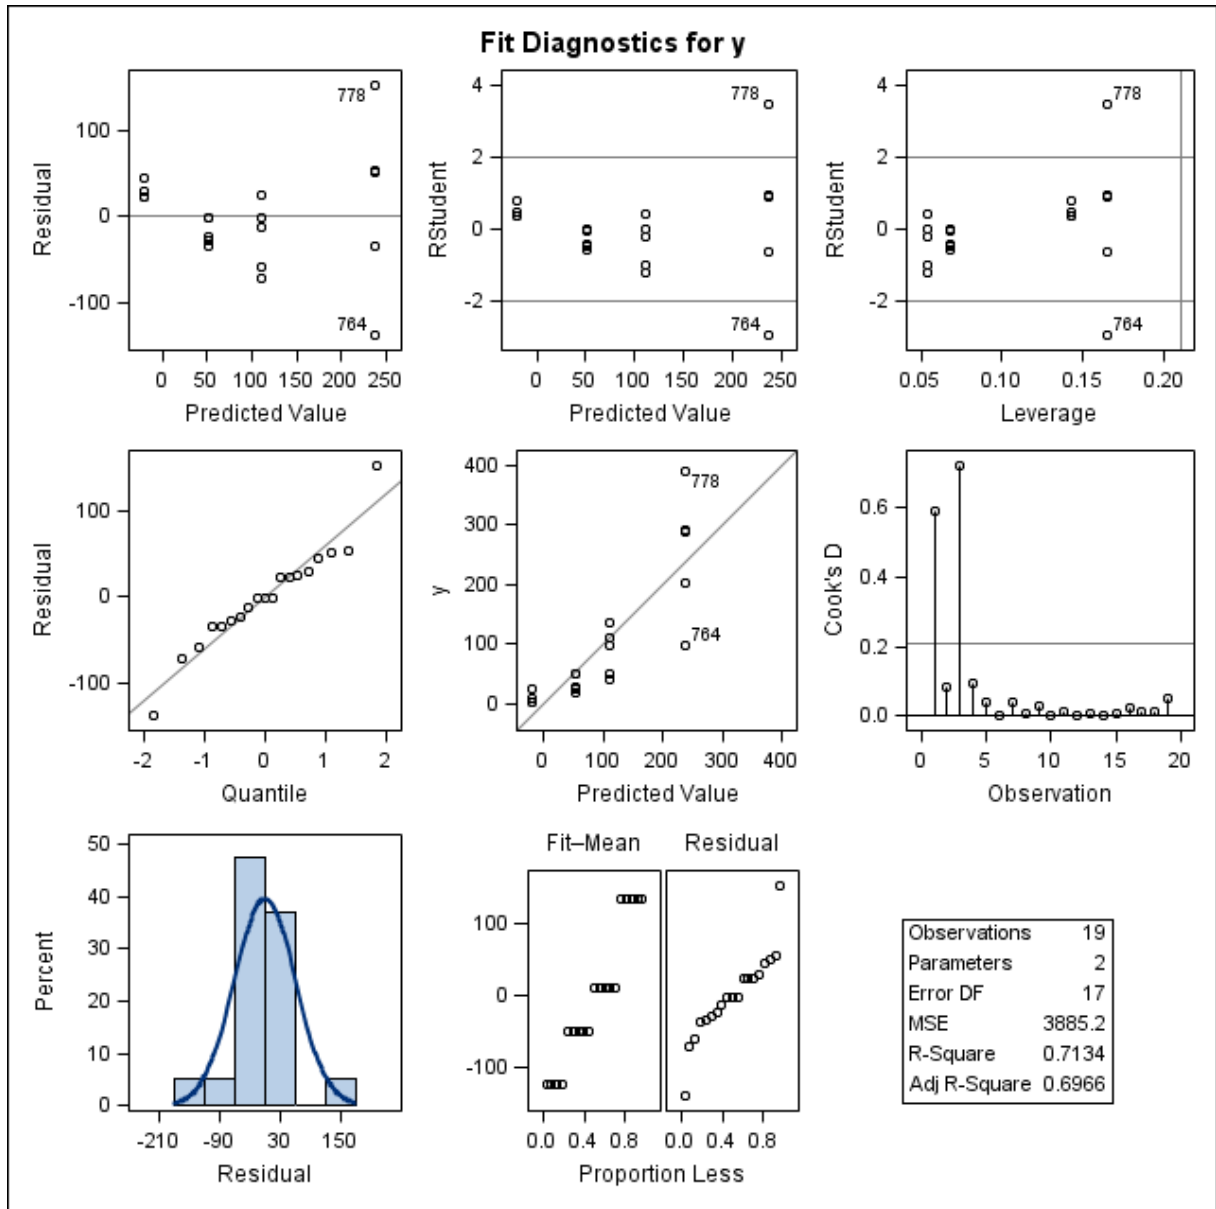 Fit Diagnostics for y
Residual
100
0
-100
778
764
0 50 100 150 200 250
Predicted Value
RStudent
4
2
0
-2
778
764
0 50 100 150 200 250
Predicted Value
RStudent
4
2
0
-2
778
764
0.05 0.10 0.15 0.20
Leverage
Residual
100
0
-100
-2 -1 0 1 2
Quantile
y
400
300
200
100
0
778
764
0 100 200 300 400
Predicted Value
Cook's D
0.6
0.4
0.2
0.0
0 5 10 15 20
Observation
Percent
50
40
30
20
10
0
-210 -90 30 150
Residual
Fit–Mean Residual
100
0
-100
0.0 0.4 0.8 0.0 0.4 0.8
Proportion Less
Observations 19
Parameters 2
Error DF 17
MSE 3885.2
R-Square 0.7134
Adj R-Square 0.6966